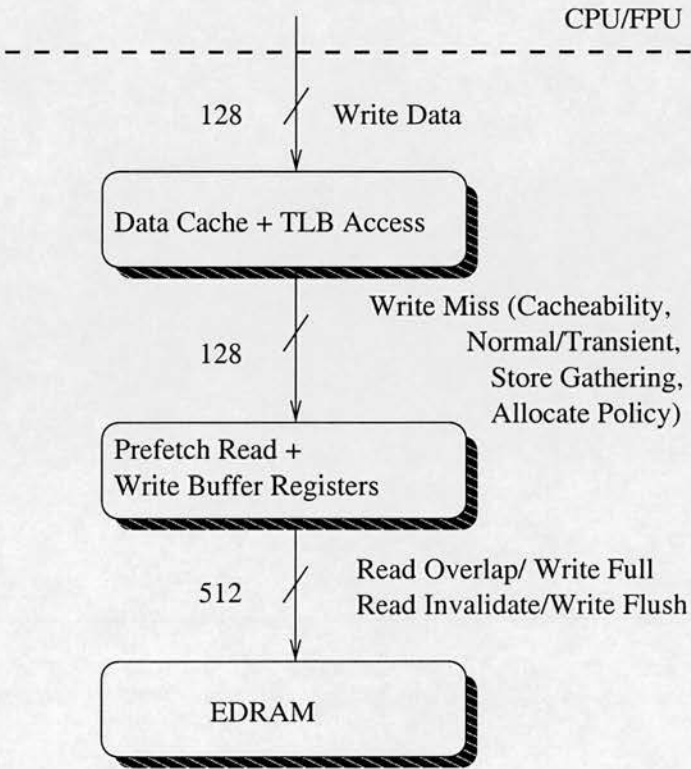 CPU/FPU
128
Write Data
Data Cache + TLB Access
Write Miss (Cacheability,
Normal/Transient,
Store Gathering,
Allocate Policy)
128
Prefetch Read +
Write Buffer Registers
512
Read Overlap/ Write Full
Read Invalidate/Write Flush
EDRAM